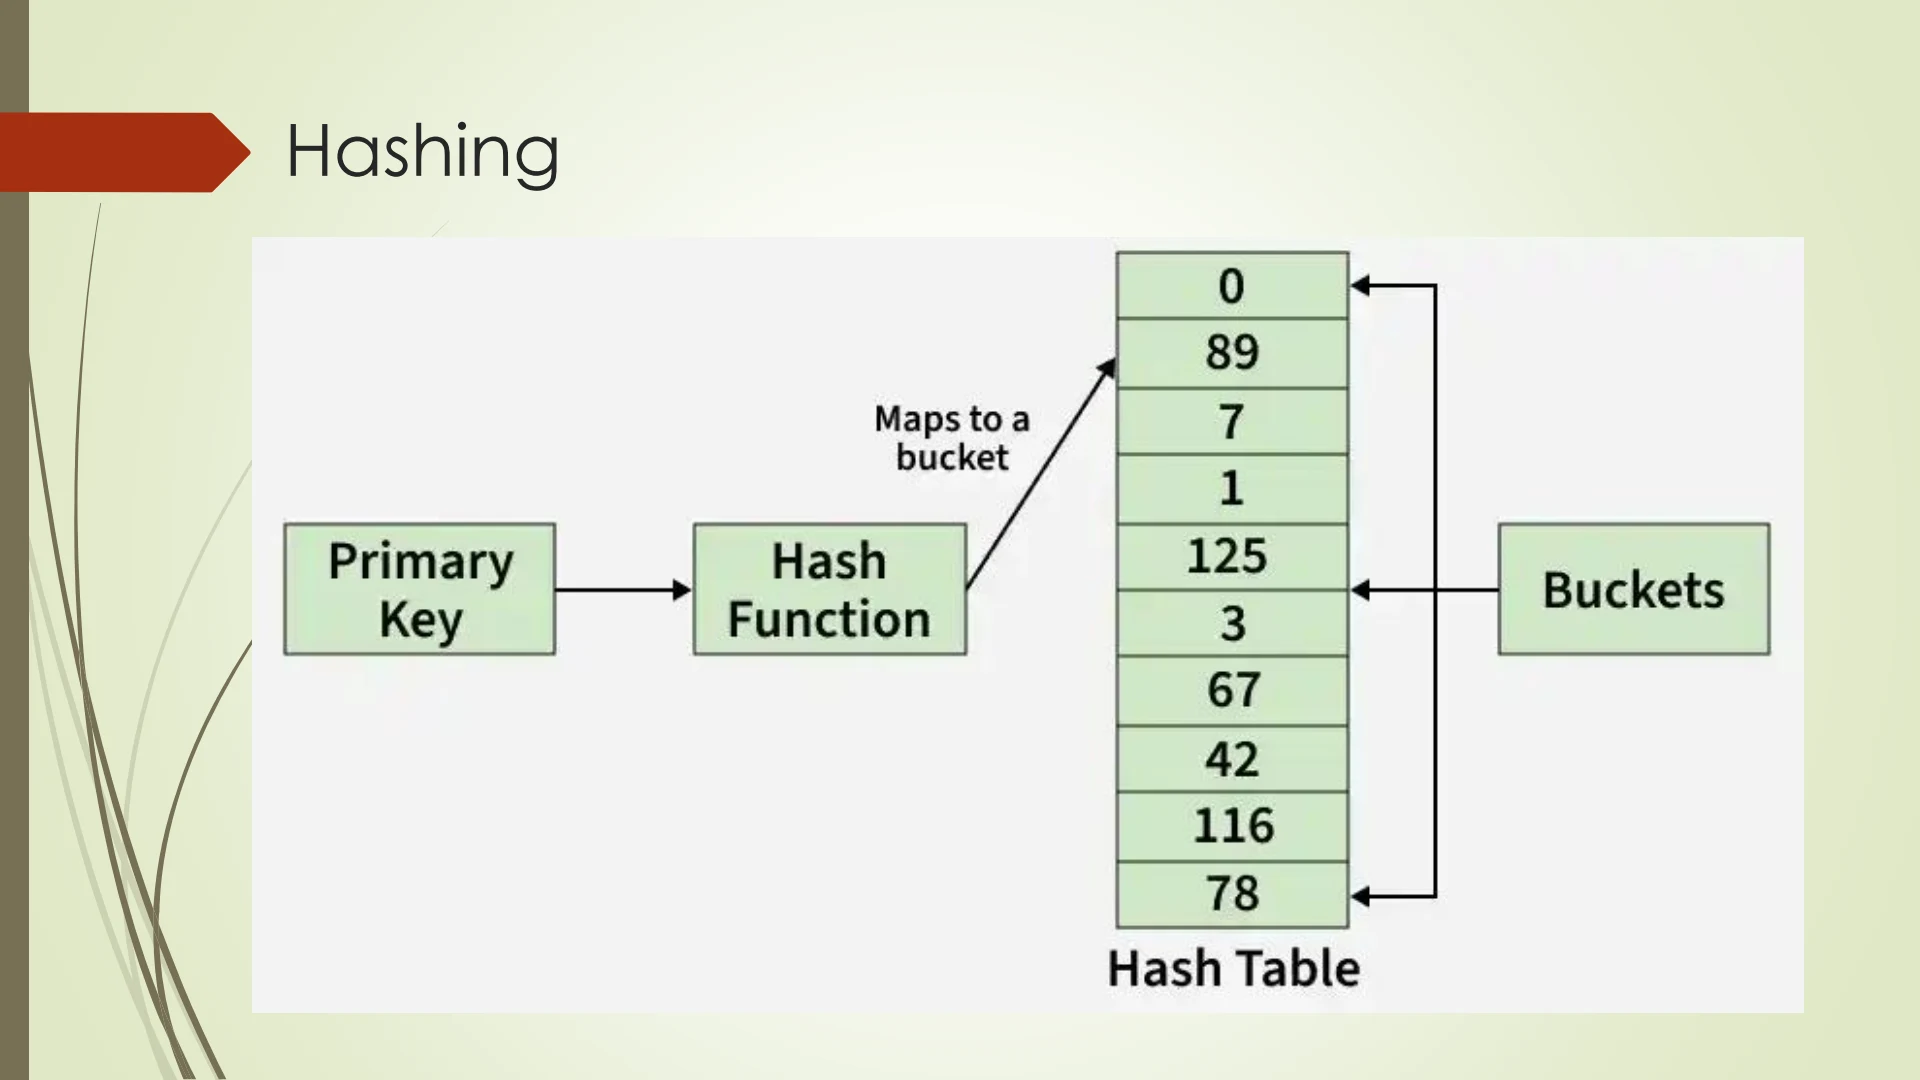 Hashing
Primary
Key
Hash
Function
Maps to a
bucket
0
89
7
1
125
3
67
42
116
78
Hash Table
Buckets